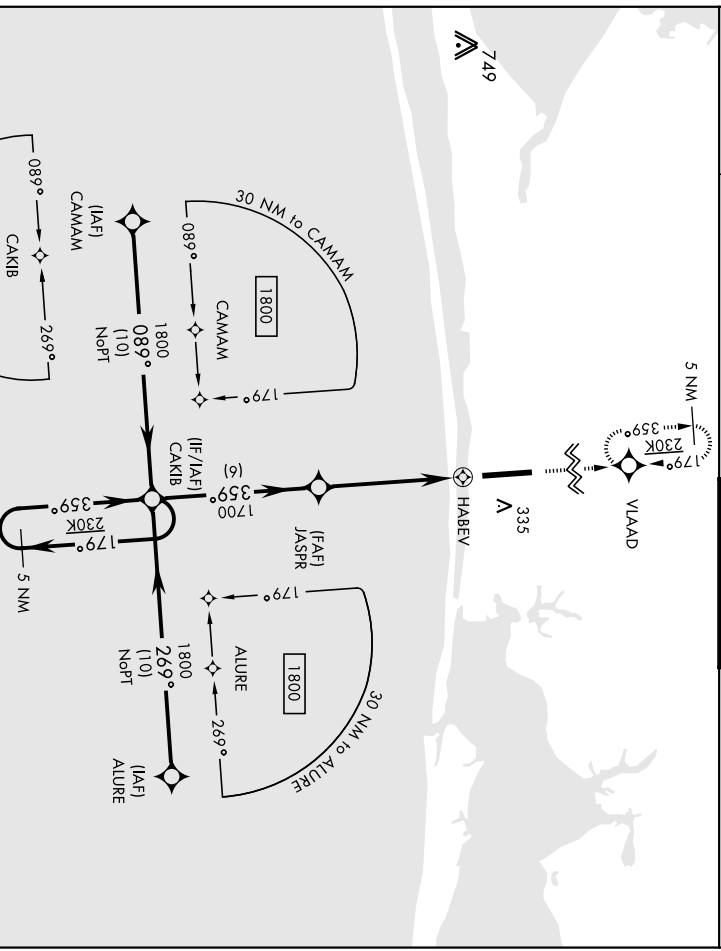 749
5 NM
359°
230K
179°
VLAAD
335
HABEV
30 NM to CAMAM
089°
1800
CAMAM
179°
(IAF)
CAMAM
089°
269°
CAKIB
1800
089°
(10)
NoPT
(IF/IAF)
CAKIB
1700
359°
(6)
(FAF)
JASPR
359°
230K
179°
5 NM
179°
ALURE
1800
269°
30 NM to ALURE
1800
269°
(10)
NoPT
(IAF)
ALURE